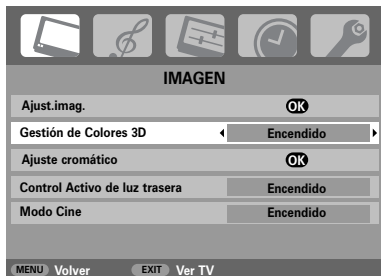 IMAGEN
Ajust.imag. OK
Gestión de Colores 3D Encendido
Ajuste cromático OK
Control Activo de luz trasera Encendido
Modo Cine Encendido
MENU Volver EXIT Ver TV